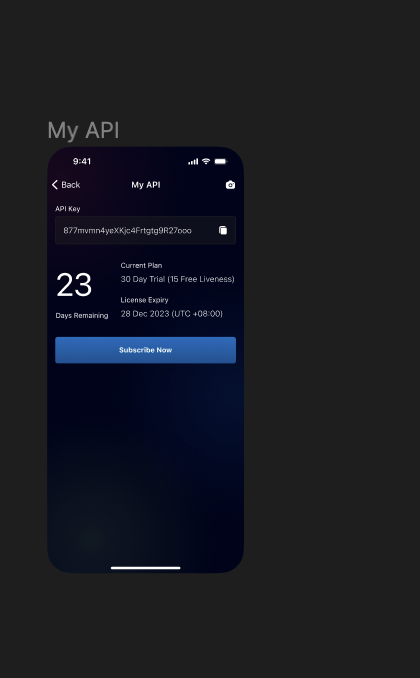 My API
9:41
Back
My API
API Key
877mvmn4yeXKjc4Frtgtg9R27ooo
23
Days Remaining
Current Plan
30 Day Trial (15 Free Liveness)
License Expiry
28 Dec 2023 (UTC +08:00)
Subscribe Now